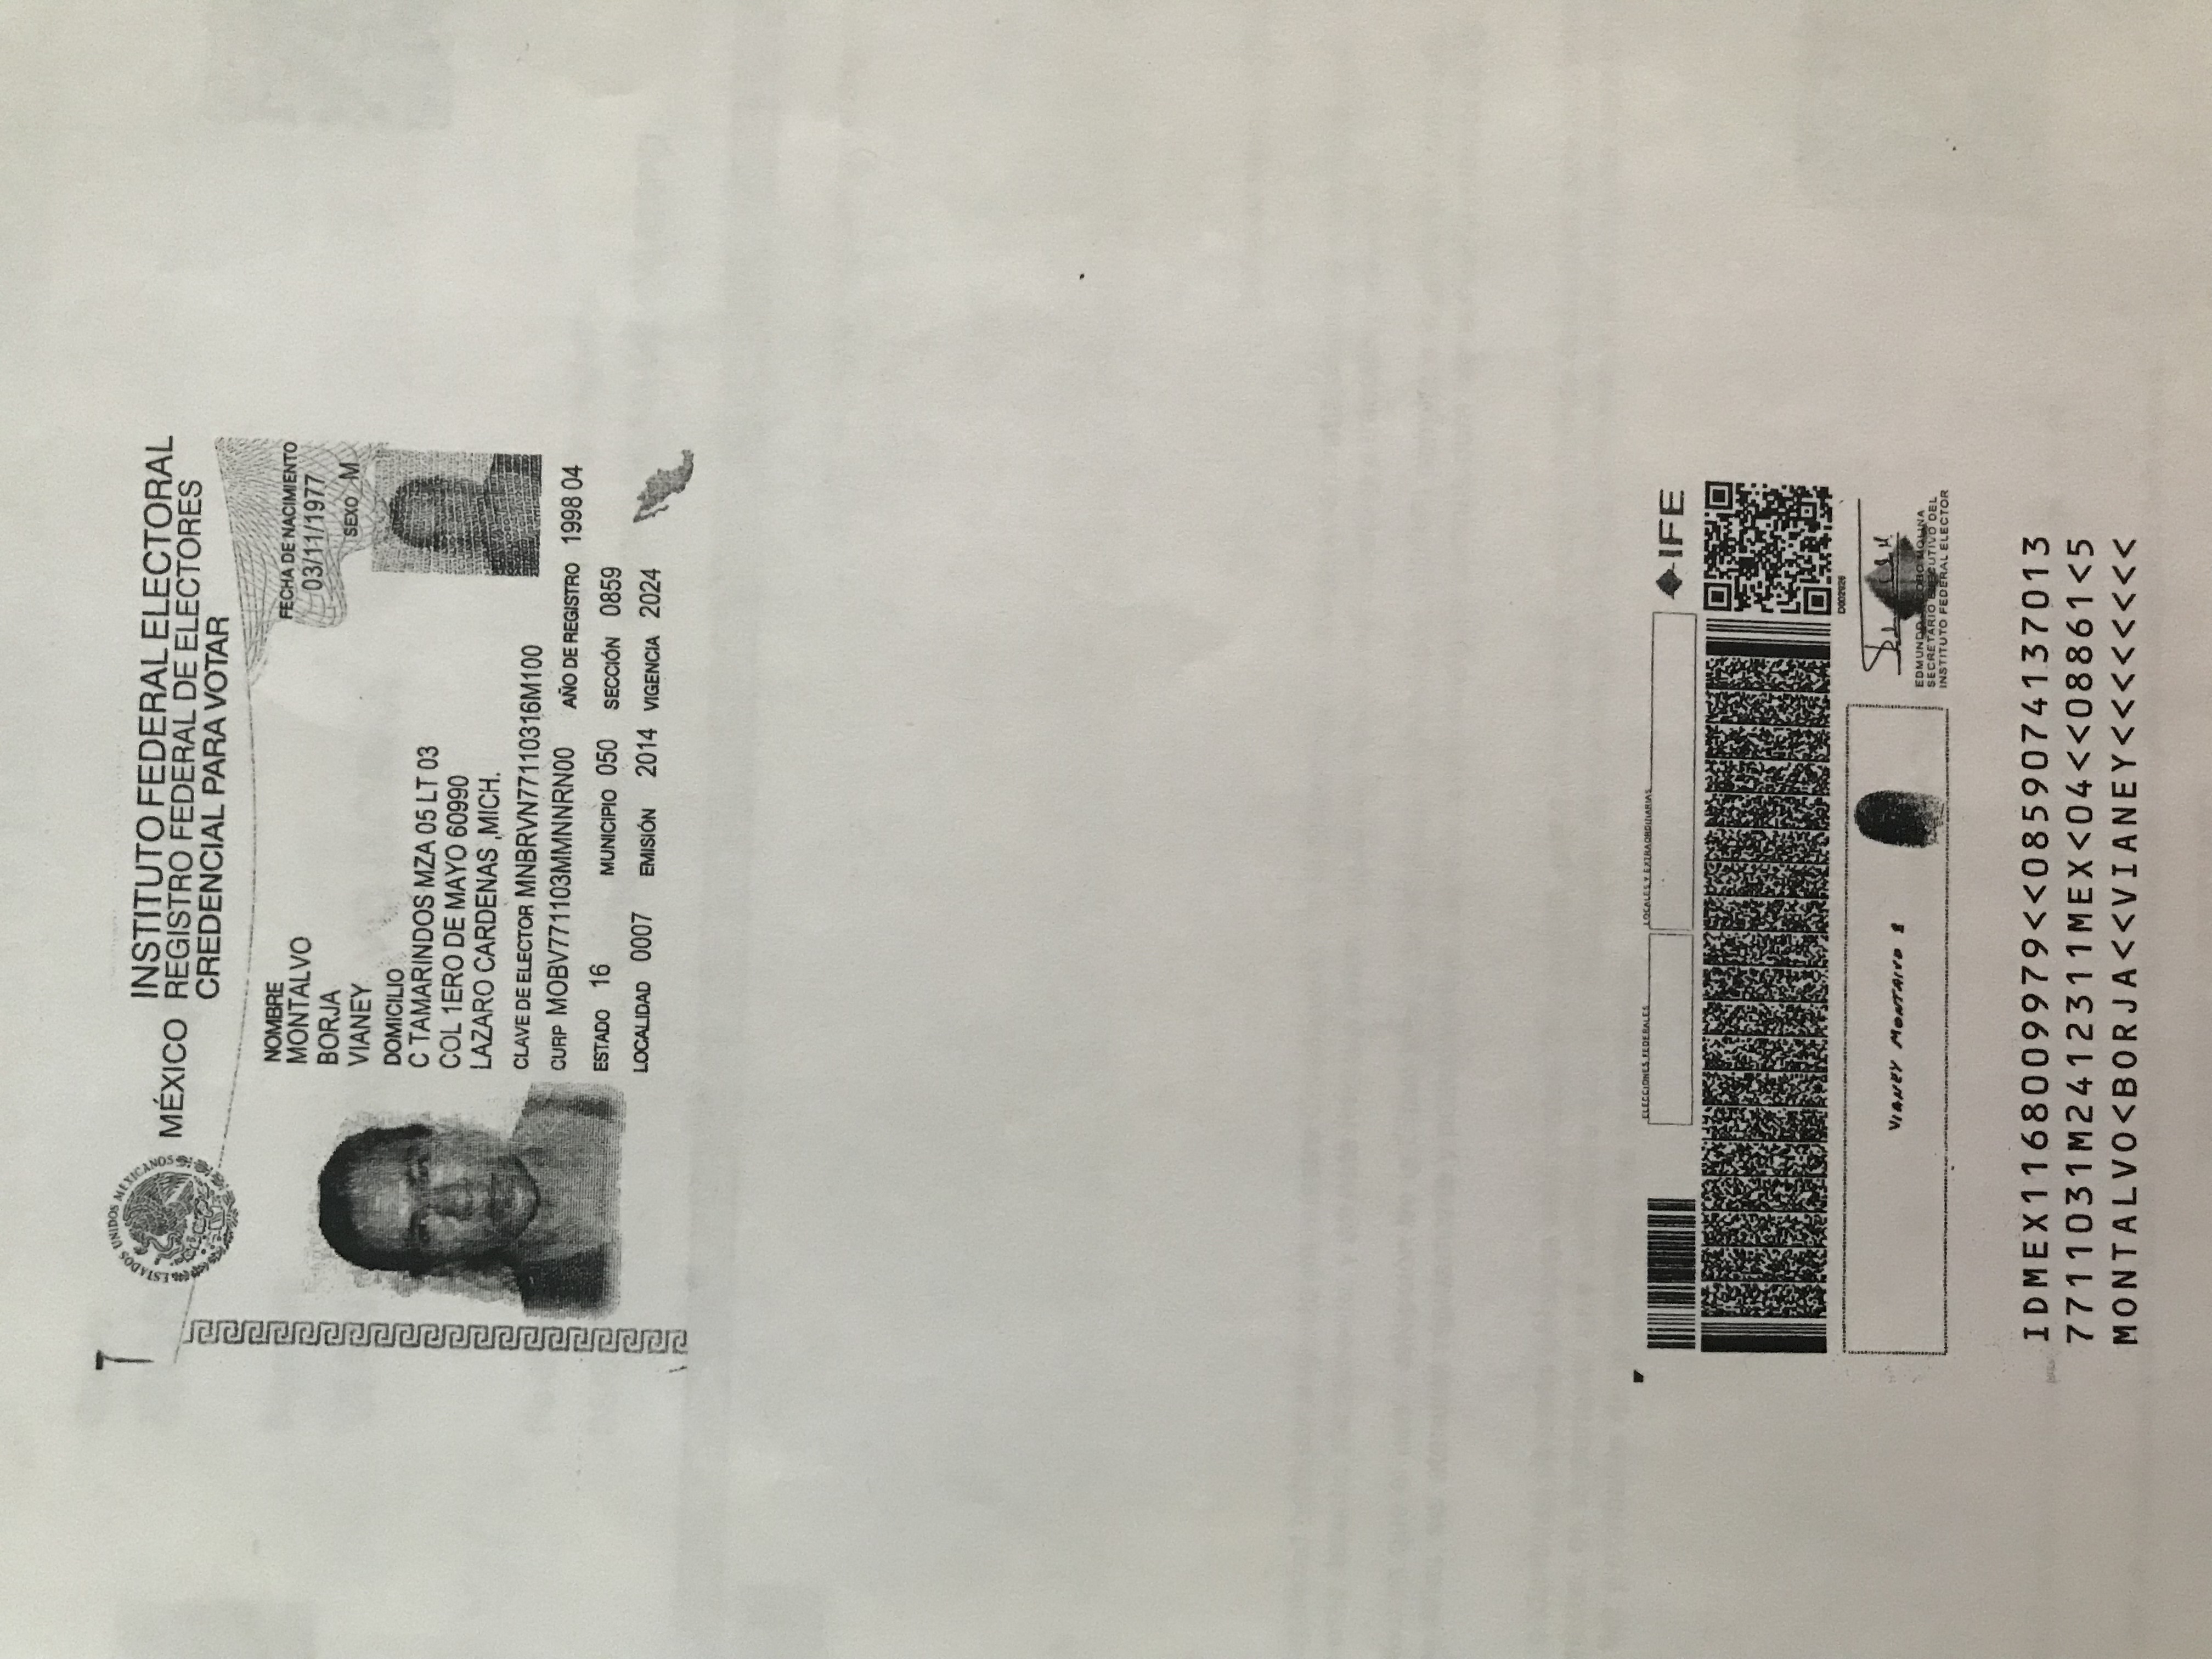 ESTADOS UNIDOS MEXICANOS
MÉXICO
INSTITUTO FEDERAL ELECTORAL
REGISTRO FEDERAL DE ELECTORES
CREDENCIAL PARA VOTAR
NOMBRE
MONTALVO
BORJA
VIANEY
FECHA DE NACIMIENTO
03/11/1977
SEXO M
DOMICILIO
C TAMARINDOS MZA 05 LT 03
COL 1ERO DE MAYO 60990
LAZARO CARDENAS ,MICH.
CLAVE DE ELECTOR MNBRVN77110316M100
CURP MOBV771103MMNNRN00 AÑO DE REGISTRO 1998 04
ESTADO 16 MUNICIPIO 050 SECCIÓN 0859
LOCALIDAD 0007 EMISIÓN 2014 VIGENCIA 2024
ELECCIONES FEDERALES LOCALES Y EXTRAORDINARIAS
IFE
D002926
VIANEY MONTALVO
EDMUNDO JACOBO MOLINA
SECRETARIO EJECUTIVO DEL
INSTITUTO FEDERAL ELECTOR
IDMEX1168009979<<0859074137013
7711031M2412311MEX<04<<08861<5
MONTALVO<BORJA<<VIANEY<<<<<<<<